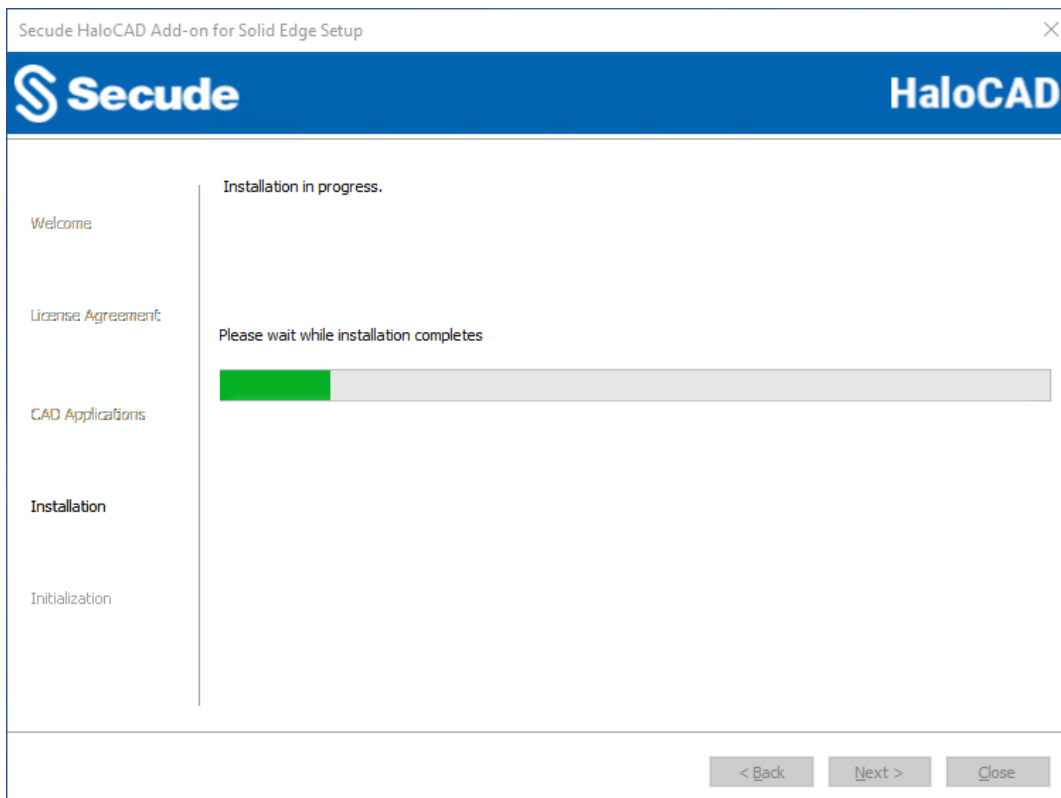 Secude HaloCAD Add-on for Solid Edge Setup
Secude
HaloCAD
Installation in progress.
Welcome
License Agreement
Please wait while installation completes
CAD Applications
Installation
Initialization
< Back
Next >
Close